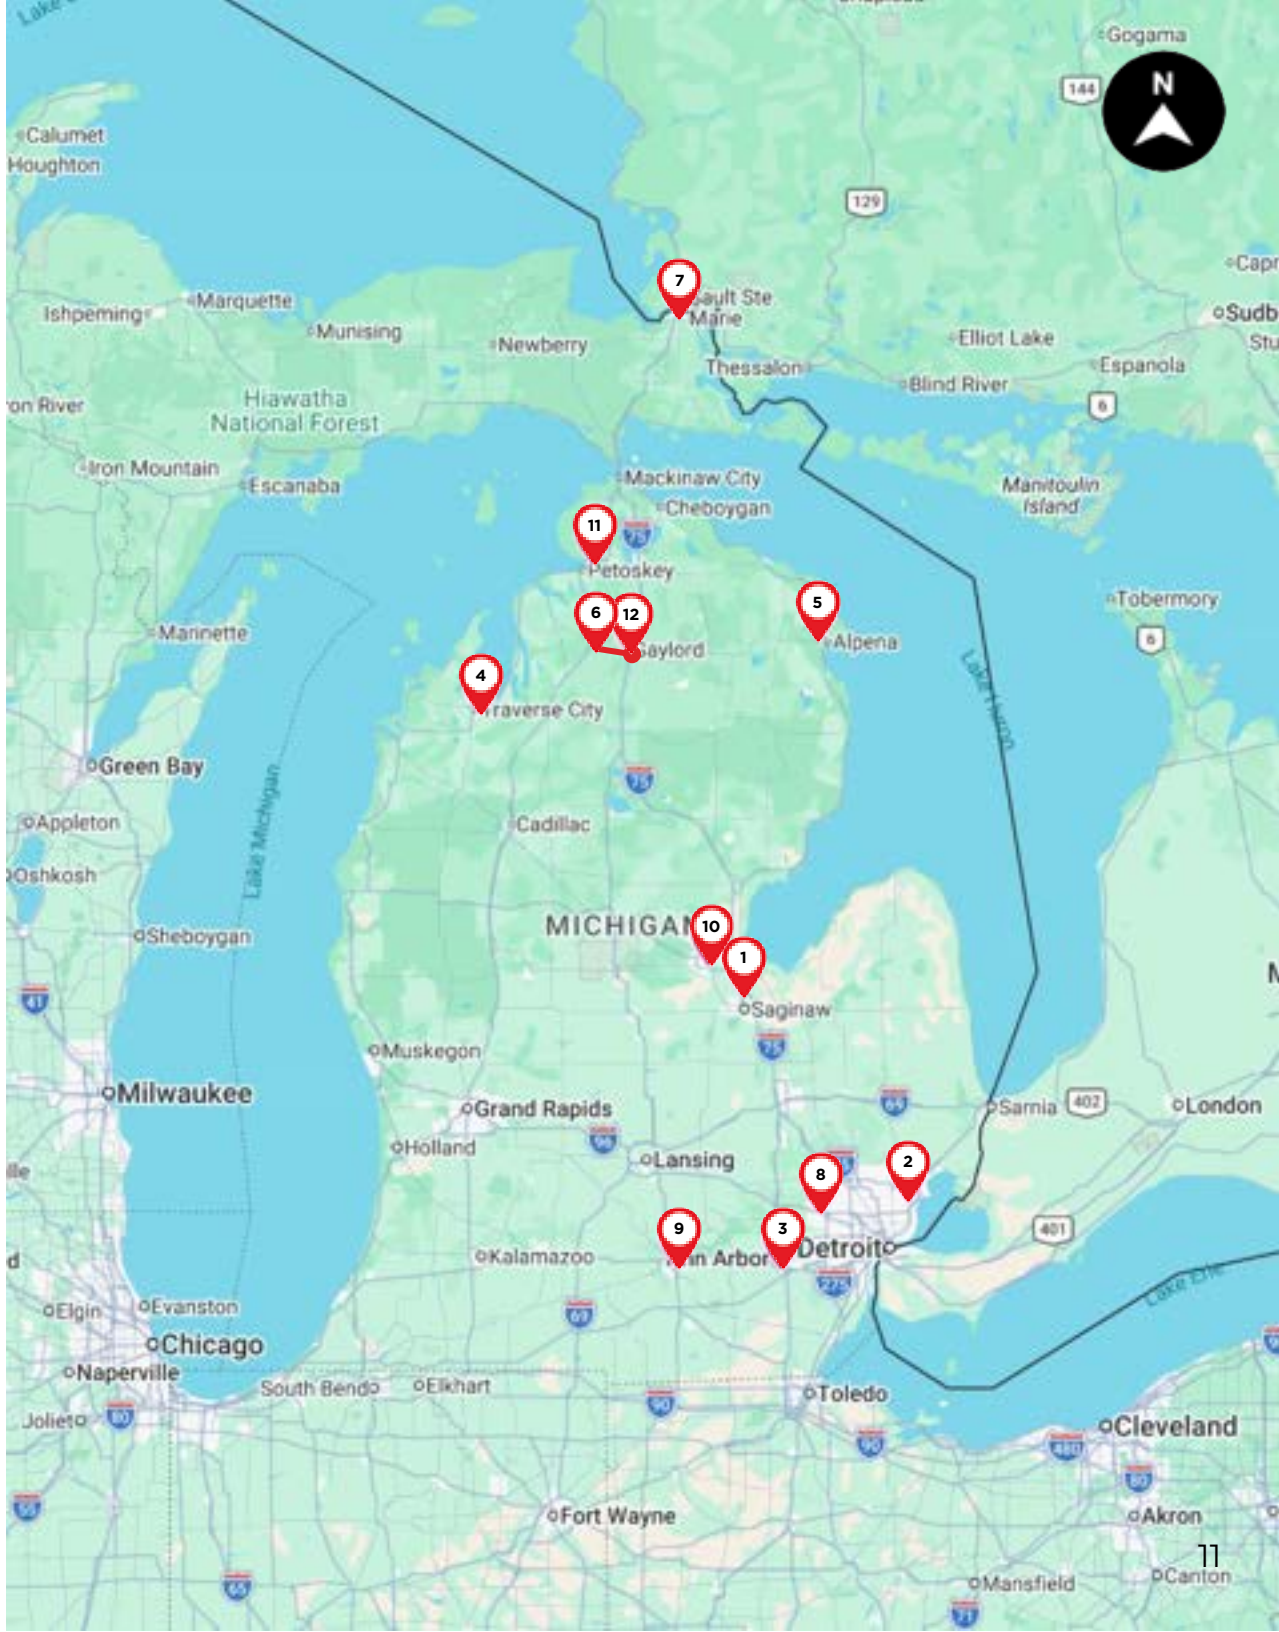 Gogama
144
N
Calumet
Houghton
129
Capr
7
Marquette
Sault Ste
Marie
Ishpeming
Munising
Sudb
Stu
Newberry
Elliot Lake
Thessalon
Espanola
Blind River
Hiawatha
National Forest
ron River
6
Iron Mountain
Escanaba
Mackinaw City
Cheboygan
Manitoulin
Island
11
75
Petoskey
6
12
5
Tobermory
6
Marinette
Alpena
Gaylord
4
Traverse City
Lake Huron
Green Bay
75
Lake Michigan
Appleton
Cadillac
Oshkosh
MICHIGAN
10
Sheboygan
1
41
Saginaw
75
Muskegon
Milwaukee
Grand Rapids
69
Sarnia
402
London
Holland
96
Lansing
2
8
lle
9
3
401
Kalamazoo
Ann Arbor
Detroit
d
275
Lake Erie
Elgin
Evanston
69
Chicago
Naperville
South Bend
Elkhart
Toledo
Joliet
80
90
90
Cleveland
480
80
55
Fort Wayne
Akron
11
65
Mansfield
Canton
71